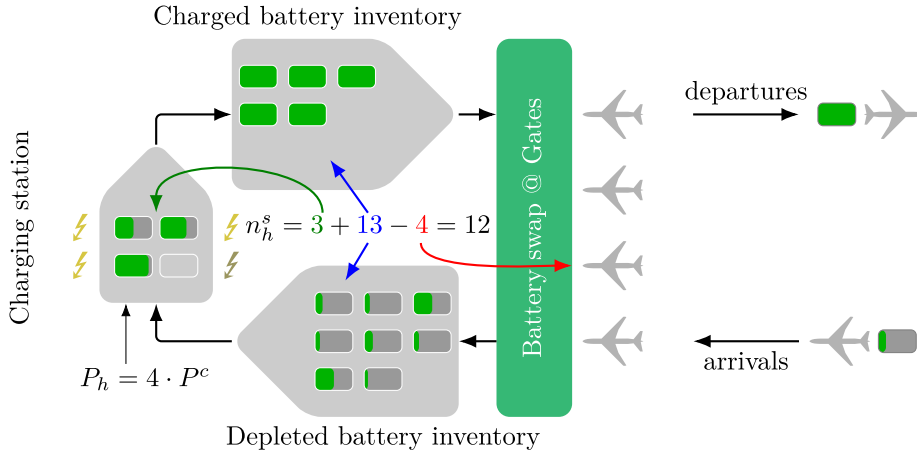 Charged battery inventory
Charging station
Battery swap @ Gates
departures
n_h^s = 3 + 13 − 4 = 12
arrivals
P_h = 4 · P^c
Depleted battery inventory